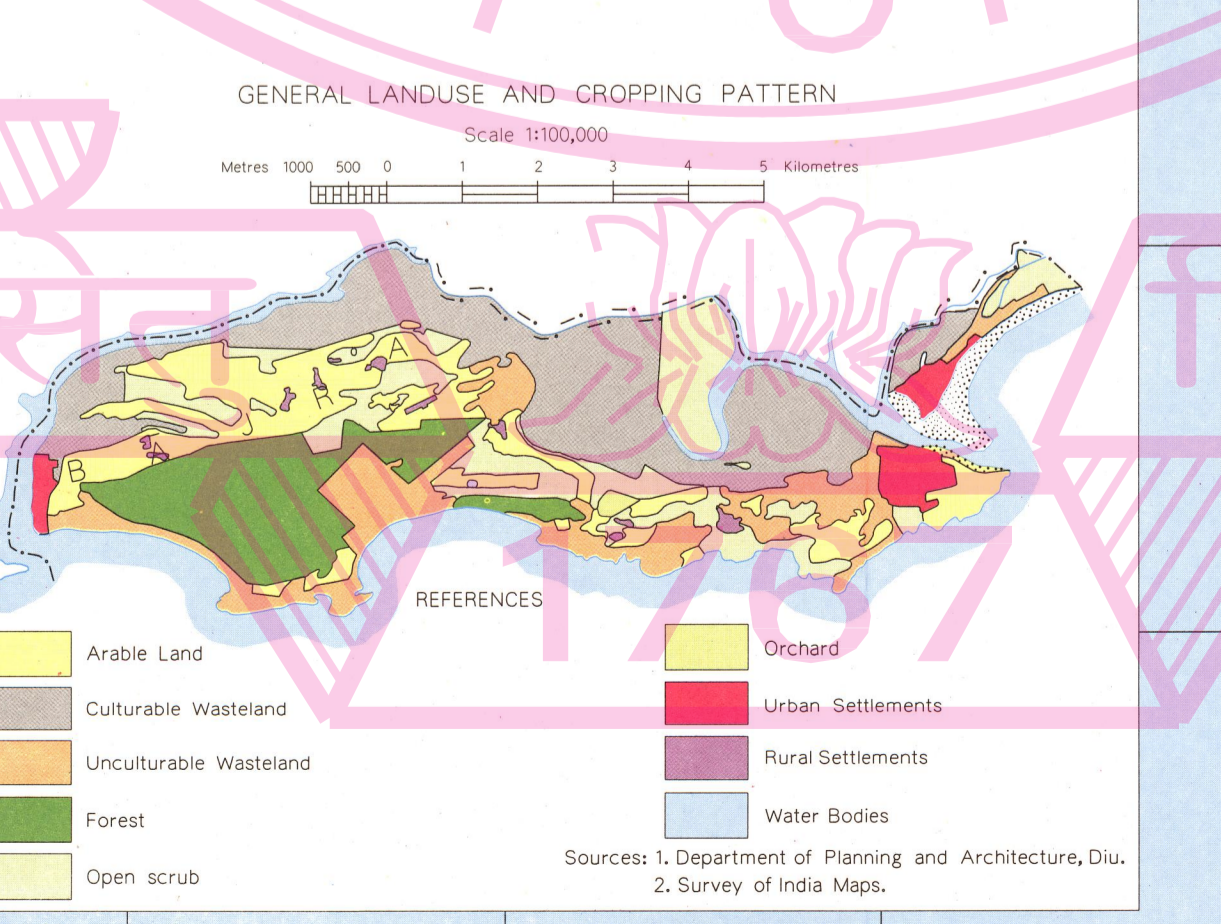 GENERAL LANDUSE AND CROPPING PATTERN
Scale 1:100,000
Metres 1000 500 0 1 2 3 4 5 Kilometres
A
R
B
1767
REFERENCES
Arable Land
Culturable Wasteland
Unculturable Wasteland
Forest
Open scrub
Orchard
Urban Settlements
Rural Settlements
Water Bodies
Sources: 1. Department of Planning and Architecture, Diu.
2. Survey of India Maps.